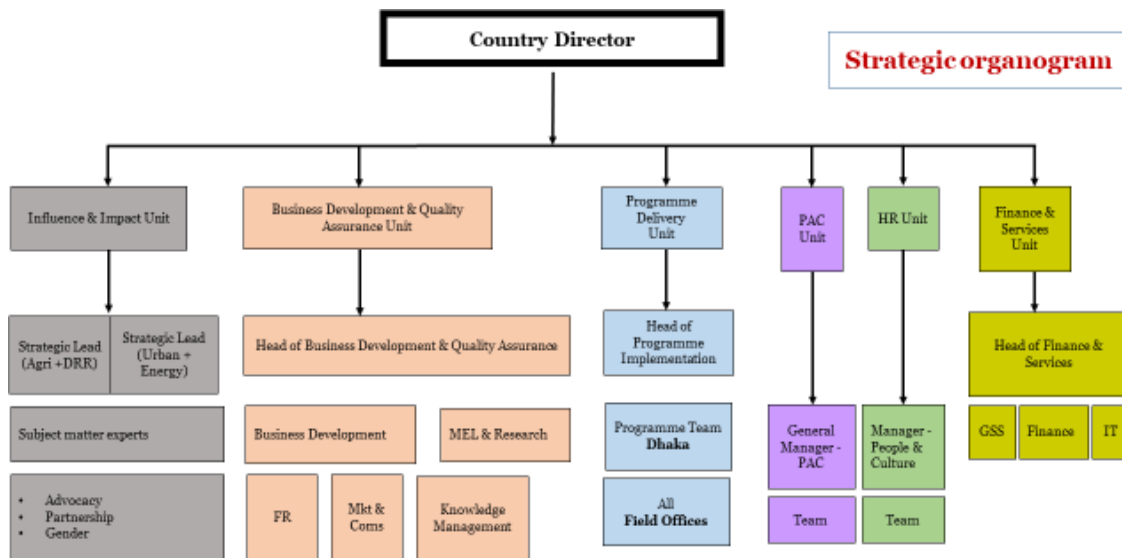 Country Director
Strategic organogram
Influence & Impact Unit
Business Development & Quality
Assurance Unit
Programme
Delivery
Unit
PAC
Unit
HR Unit
Finance &
Services
Unit
Strategic Lead
(Agri +DRR)
Strategic Lead
(Urban +
Energy)
Head of Business Development & Quality Assurance
Head of
Programme
Implementation
Head of Finance &
Services
Subject matter experts
Business Development
MEL & Research
Programme Team
Dhaka
General
Manager -
PAC
Manager -
People &
Culture
GSS
Finance
IT
• Advocacy
• Partnership
• Gender
FR
Mkt &
Coms
Knowledge
Management
All
Field Offices
Team
Team